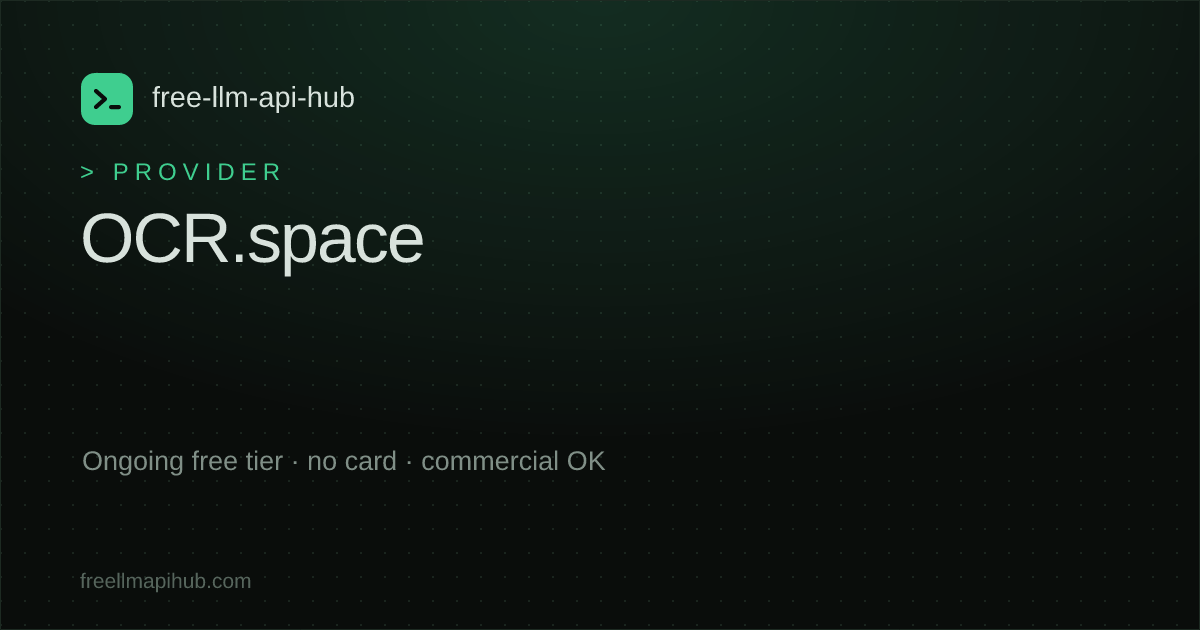 free-llm-api-hub
> PROVIDER
OCR.space
Ongoing free tier · no card · commercial OK
freellmapihub.com